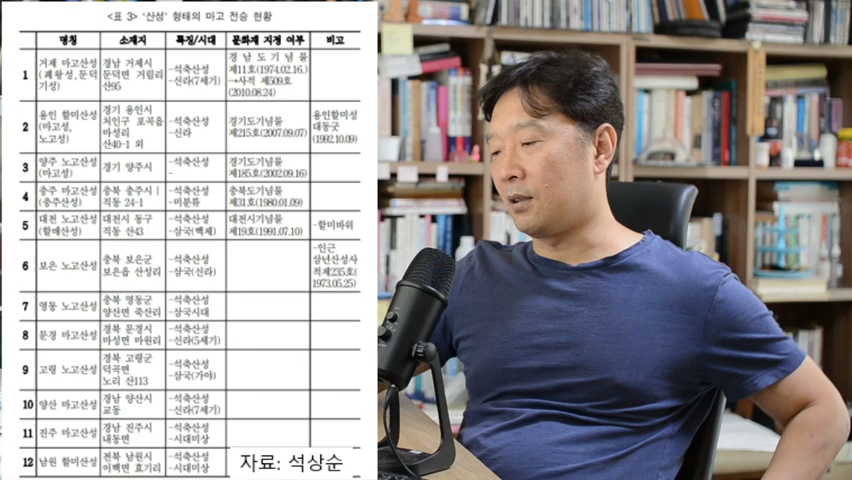 <표 3> '산성' 형태의 마고 전승 현황
명칭 소재지 특징/시대 문화재 지정 여부 비고
1 거제 마고산성 (폐왕성,둔덕 기성) 경남 거제시 둔덕면 거림리 산95 -석축산성 -신라(7세기) 경남도기념물 제11호(1974.02.16.) →사적 제509호 (2010.08.24)
2 용인 할미산성 (마고성, 노고성) 경기 용인시 처인구 포곡읍 마성리 산40-1 외 -석축산성 -신라 경기도기념물 제215호(2007.09.07) 용인할미성 대동굿 (1992.10.09)
3 양주 노고산성 (마고성) 경기 양주시 -석축산성 - 경기도기념물 제185호(2002.09.16)
4 충주 마고산성 (충주산성) 충북 충주시 직동 24-1 -석축산성 -미분류 충북도기념물 제31호(1980.01.09)
5 대전 노고산성 (할매산성) 대전시 동구 직동 산43 -석축산성 -삼국(백제) 대전시기념물 제19호(1991.07.10) -할미바위
6 보은 노고산성 충북 보은군 보은읍 산성리 -석축산성 -삼국(신라) -인근 삼년산성사적제235호(1973.05.25)
7 영동 노고산성 충북 영동군 양산면 죽산리 -석축산성 -삼국시대
8 문경 마고산성 경북 문경시 마성면 마원리 -석축산성 -신라(5세기)
9 고령 노고산성 경북 고령군 덕곡면 노리 산113 -석축산성 -삼국(가야)
10 양산 마고산성 경남 양산시 교동 -석축산성 -신라(7세기)
11 진주 마고산성 경남 진주시 내동면 -석축산성 -시대미상
12 남원 할미산성 전북 남원시 이백면 효기리 -석축산성 -시대미상
자료: 석상순